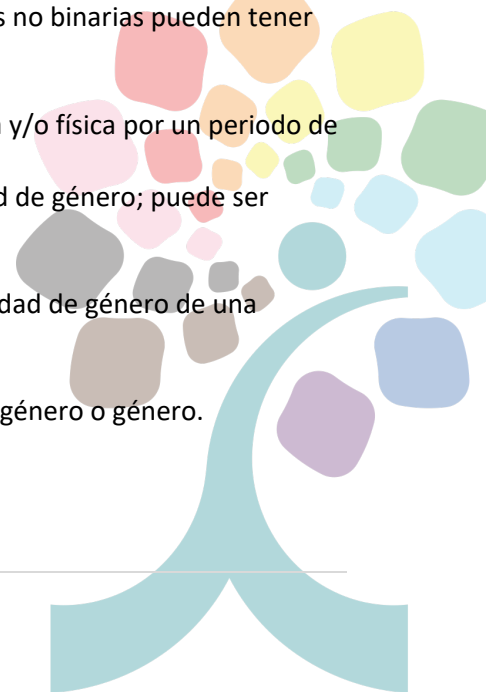 s no binarias pueden tener
y/o física por un periodo de
d de género; puede ser
dad de género de una
género o género.